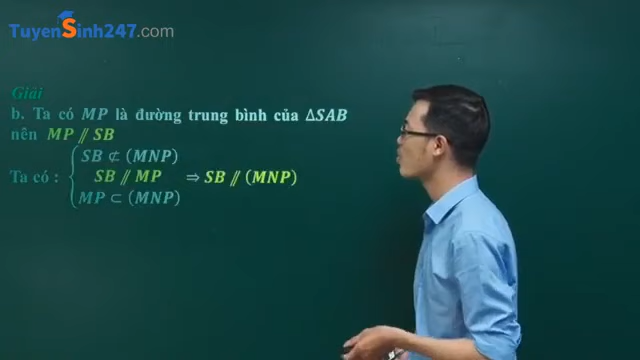 TuyenSinh247.com
Giải
b. Ta có MP là đường trung bình của ΔSAB
nên MP ∥ SB
SB ⊄ (MNP)
Ta có : { SB ∥ MP ⇒ SB ∥ (MNP)
MP ⊂ (MNP)